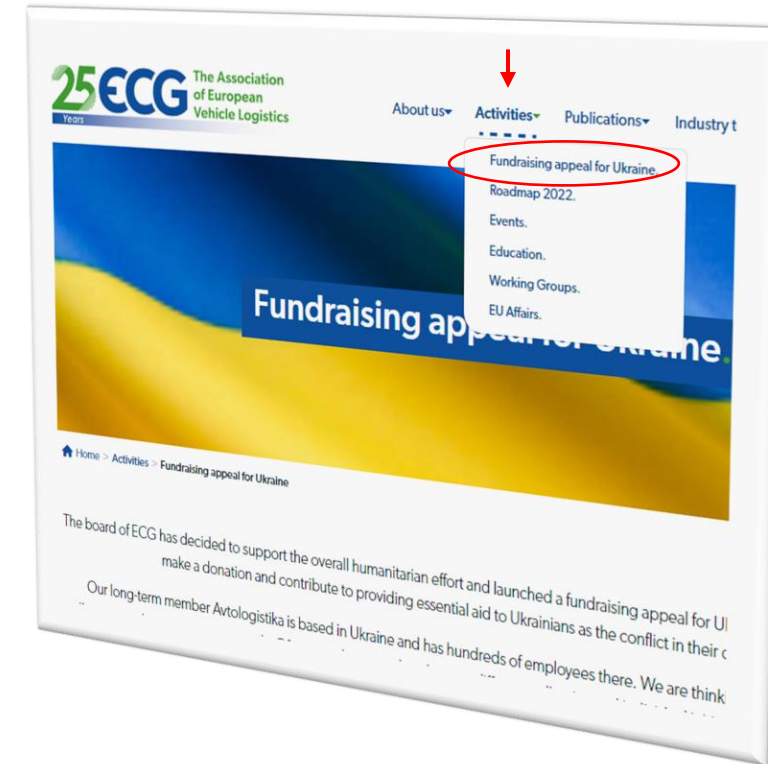 25 ECG
Years
The Association
of European
Vehicle Logistics
About us
Activities
Publications
Industry t
Fundraising appeal for Ukraine.
Roadmap 2022.
Events.
Education.
Working Groups.
EU Affairs.
Fundraising appeal for Ukraine.
Home > Activities > Fundraising appeal for Ukraine
The board of ECG has decided to support the overall humanitarian effort and launched a fundraising appeal for U
make a donation and contribute to providing essential aid to Ukrainians as the conflict in their c
Our long-term member Avtologistika is based in Ukraine and has hundreds of employees there. We are think